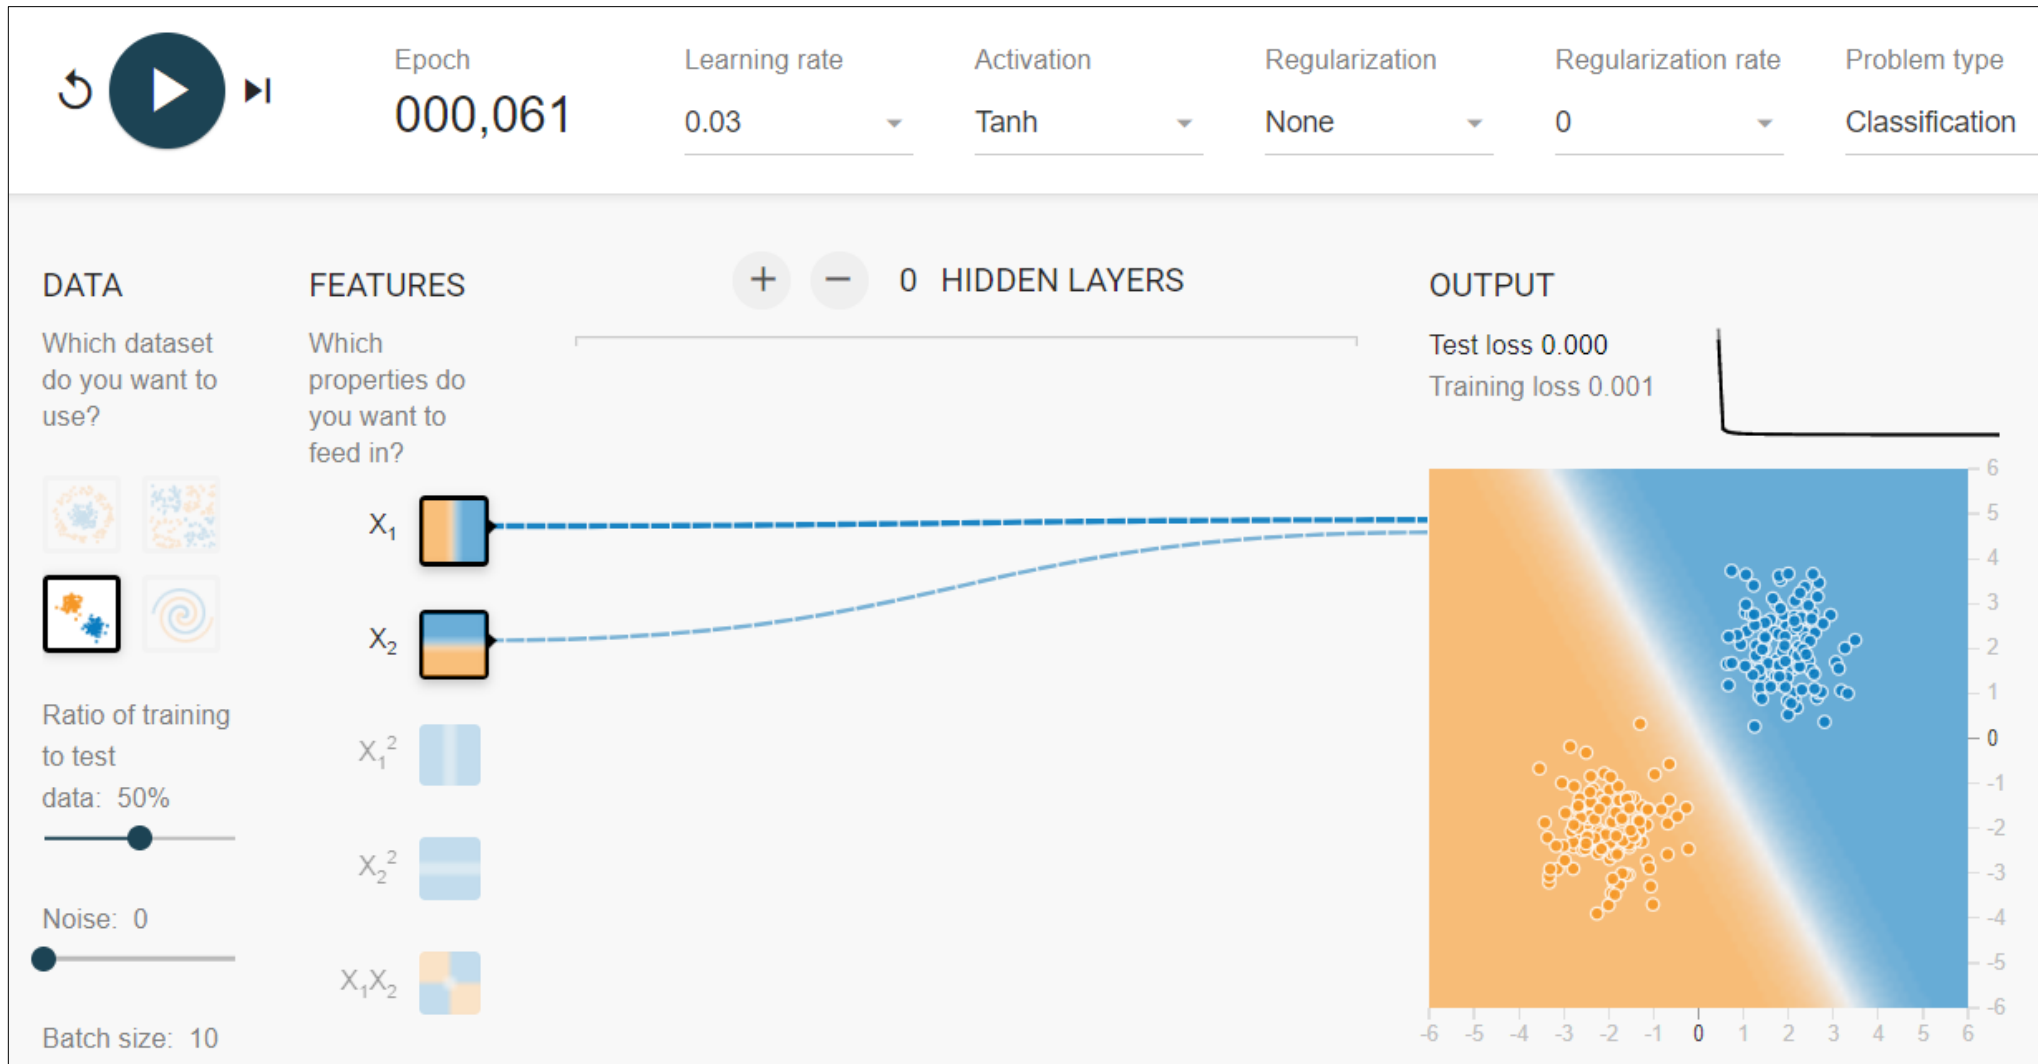 Epoch
000,061
Learning rate
0.03
Activation
Tanh
Regularization
None
Regularization rate
0
Problem type
Classification
DATA
Which dataset
do you want to
use?
Ratio of training
to test
data: 50%
Noise: 0
Batch size: 10
FEATURES
Which
properties do
you want to
feed in?
X₁
X₂
X₁²
X₂²
X₁X₂
+ − 0 HIDDEN LAYERS
OUTPUT
Test loss 0.000
Training loss 0.001
6
5
4
3
2
1
0
-1
-2
-3
-4
-5
-6
-6 -5 -4 -3 -2 -1 0 1 2 3 4 5 6